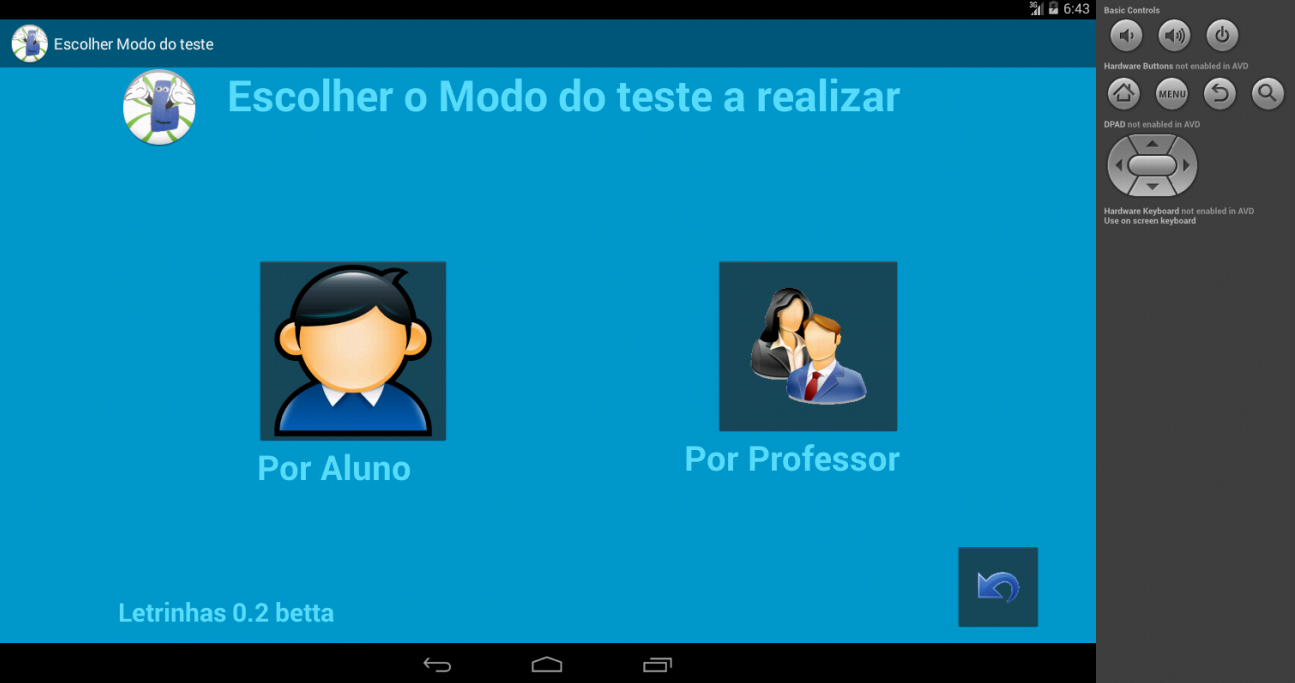 3G 6:43
Escolher Modo do teste
Escolher o Modo do teste a realizar
Por Aluno
Por Professor
Letrinhas 0.2 betta
Basic Controls
Hardware Buttons not enabled in AVD
MENU
DPAD not enabled in AVD
Hardware Keyboard not enabled in AVD
Use on screen keyboard